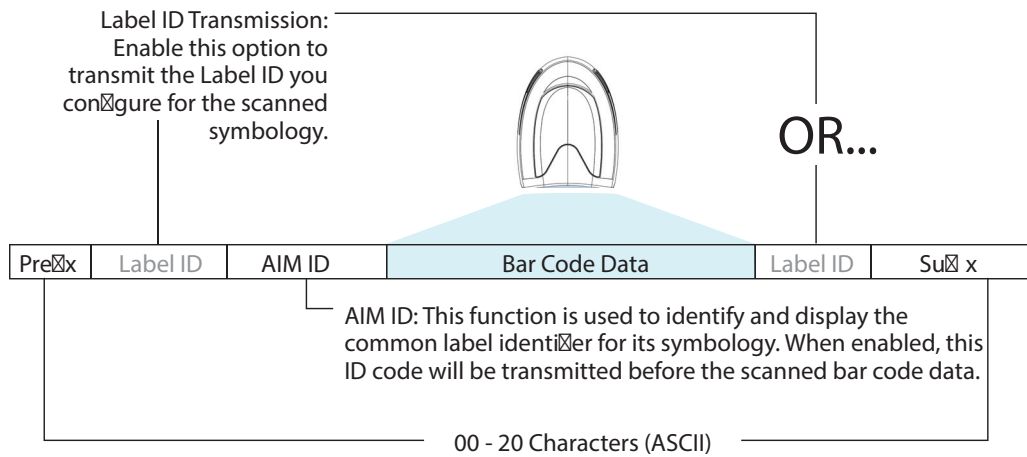 Label ID Transmission:
Enable this option to
transmit the Label ID you
con☒gure for the scanned
symbology.
OR...
Pre☒x Label ID AIM ID Bar Code Data Label ID Su☒ x
AIM ID: This function is used to identify and display the
common label identi☒er for its symbology. When enabled, this
ID code will be transmitted before the scanned bar code data.
00 - 20 Characters (ASCII)